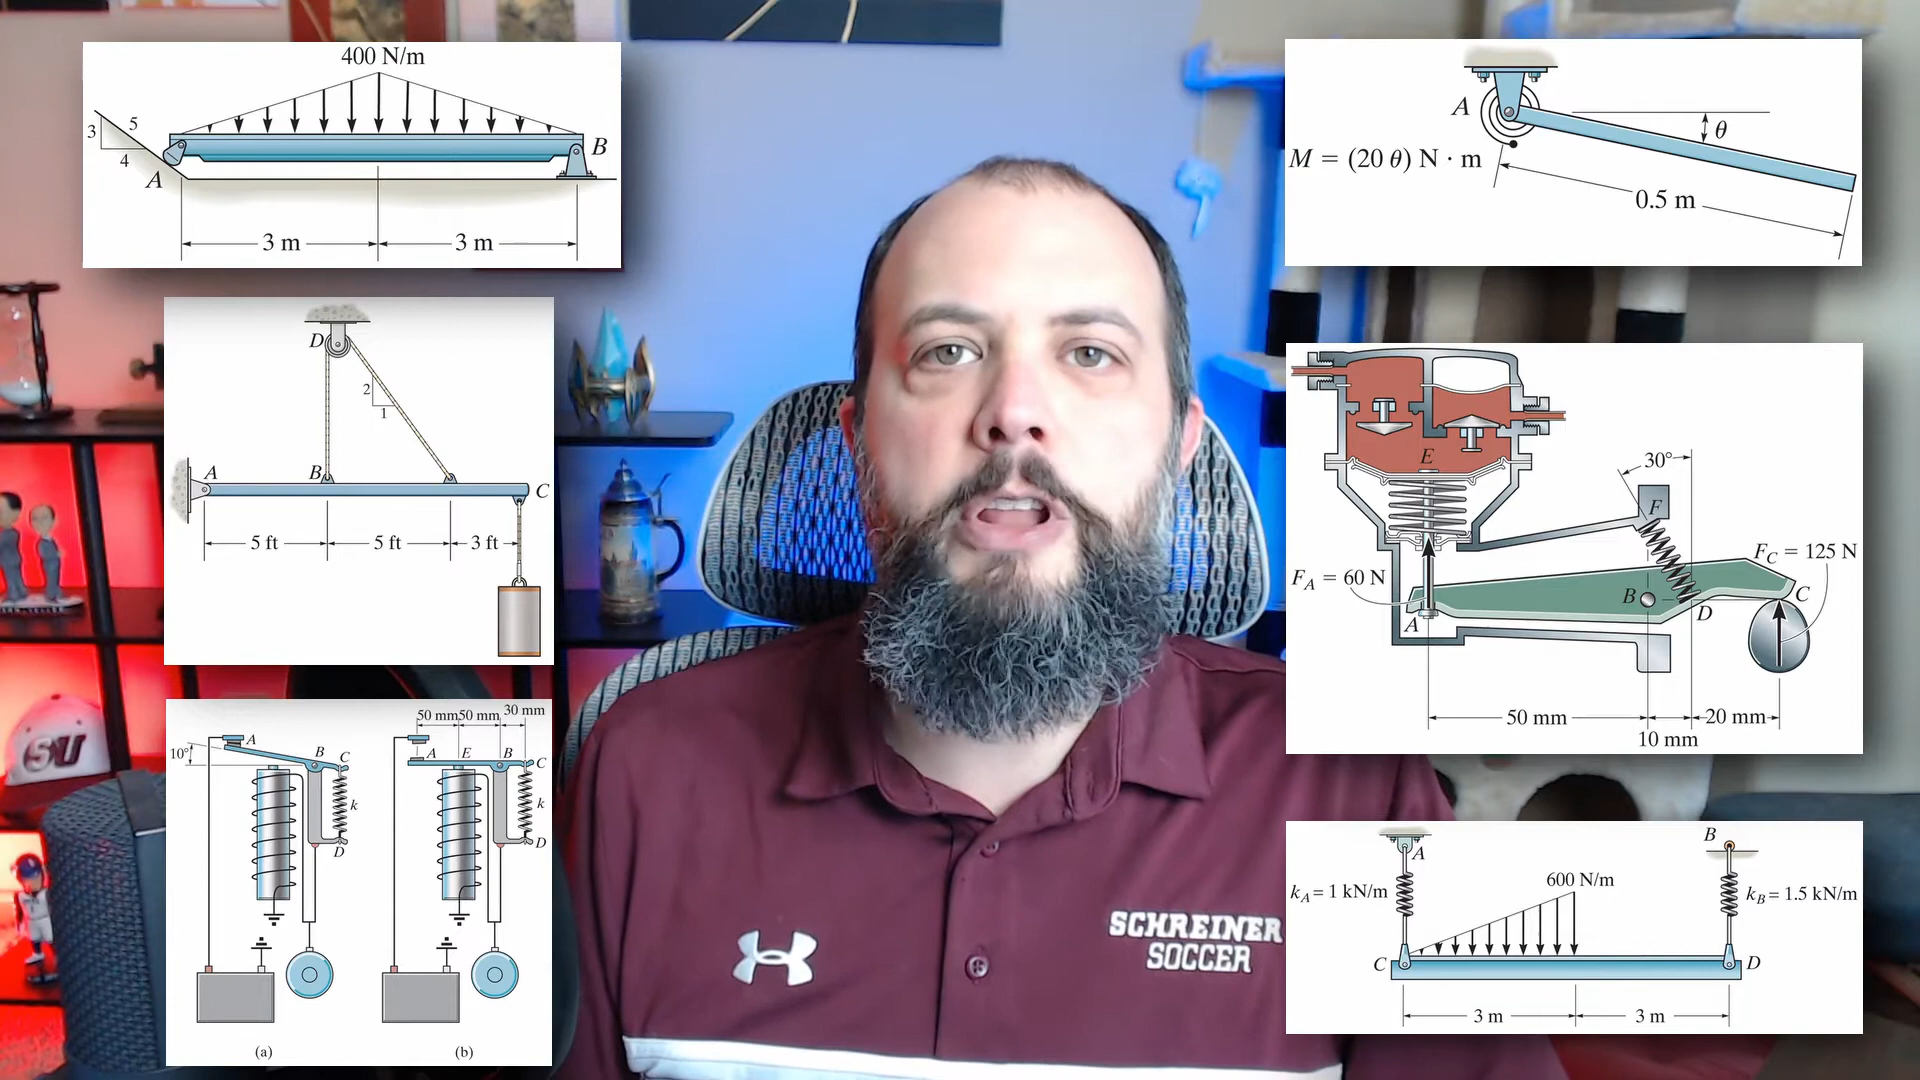 400 N/m
3
5
4
A
B
3 m
3 m
D
2
1
A
B
C
5 ft
5 ft
3 ft
50 mm
50 mm
30 mm
10°
A
B
C
k
D
A
E
B
C
k
D
(a)
(b)
SU
SCHREINER
SOCCER
A
θ
M = (20 θ) N · m
0.5 m
E
30°
F
F_C = 125 N
F_A = 60 N
B
C
D
A
50 mm
20 mm
10 mm
B
A
600 N/m
k_A = 1 kN/m
k_B = 1.5 kN/m
C
D
3 m
3 m